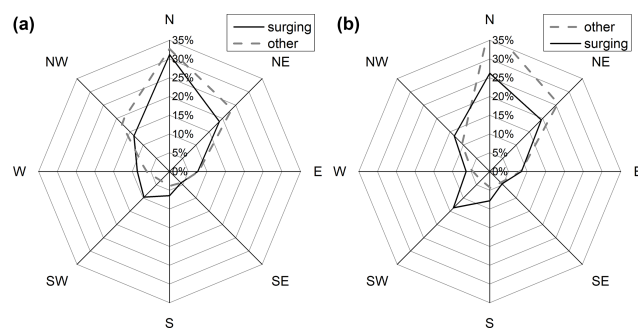 (a)
N
surging
other
35%
30%
25%
20%
15%
10%
5%
0%
NW
NE
W
E
SW
SE
S
(b)
N
other
surging
35%
30%
25%
20%
15%
10%
5%
0%
NW
NE
W
E
SW
SE
S